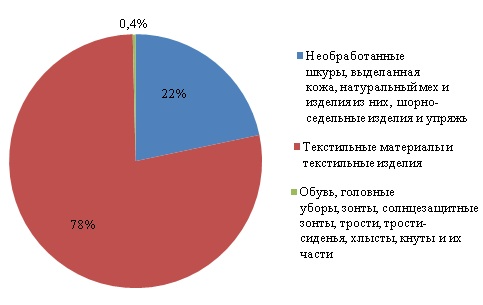 0,4%
22%
78%
Необработанные
шкуры, выделанная
кожа, натуральный мех и
изделия из них, шорно-
седельные изделия и упряжь
Текстильные материалы и
текстильные изделия
Обувь, головные
уборы, зонты, солнцезащитные
зонты, трости, трости-
сиденья, хлысты, кнуты и их
части